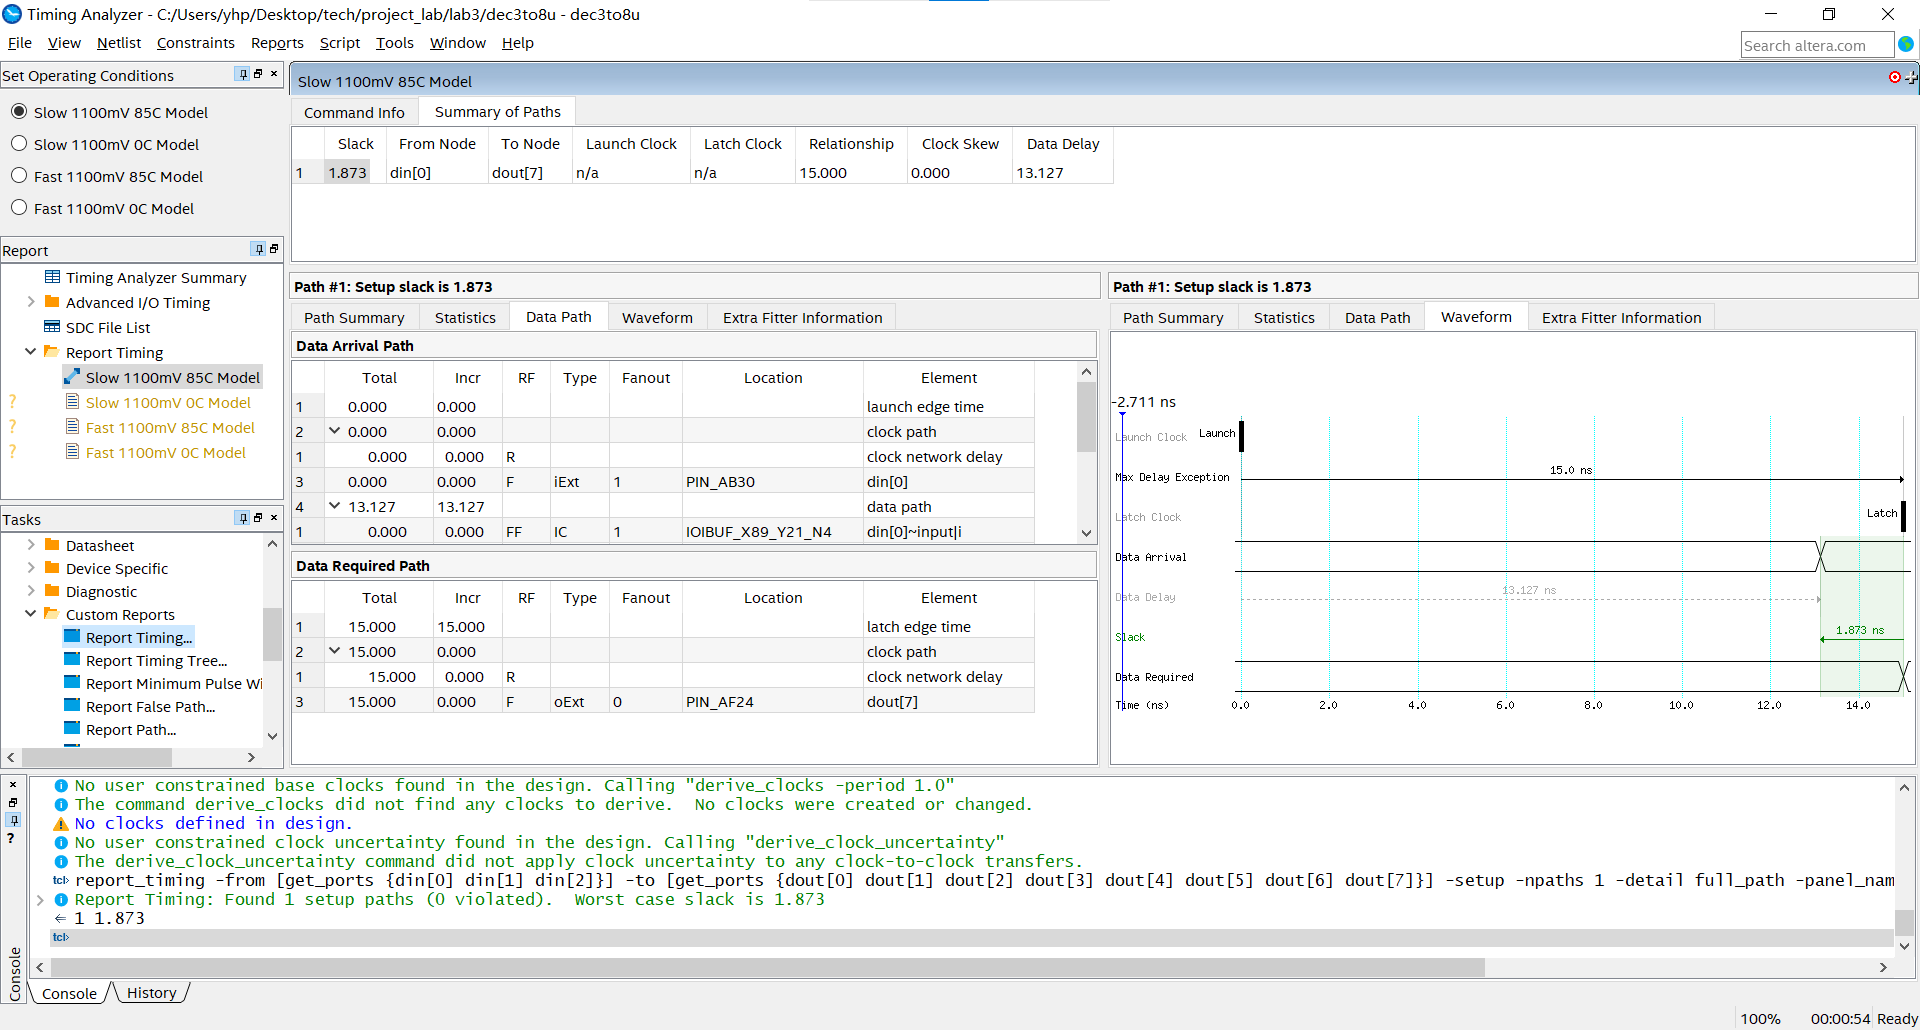 Timing Analyzer - C:/Users/yhp/Desktop/tech/project_lab/lab3/dec3to8u - dec3to8u
File View Netlist Constraints Reports Script Tools Window Help
Search altera.com
Set Operating Conditions
Slow 1100mV 85C Model
Slow 1100mV 0C Model
Fast 1100mV 85C Model
Fast 1100mV 0C Model
Report
Timing Analyzer Summary
Advanced I/O Timing
SDC File List
Report Timing
Slow 1100mV 85C Model
? Slow 1100mV 0C Model
? Fast 1100mV 85C Model
? Fast 1100mV 0C Model
Tasks
Datasheet
Device Specific
Diagnostic
Custom Reports
Report Timing...
Report Timing Tree...
Report Minimum Pulse Wi
Report False Path...
Report Path...
Slow 1100mV 85C Model
Command Info Summary of Paths
Slack From Node To Node Launch Clock Latch Clock Relationship Clock Skew Data Delay
1 1.873 din[0] dout[7] n/a n/a 15.000 0.000 13.127
Path #1: Setup slack is 1.873
Path Summary Statistics Data Path Waveform Extra Fitter Information
Data Arrival Path
Total Incr RF Type Fanout Location Element
1 0.000 0.000 launch edge time
2 0.000 0.000 clock path
1 0.000 0.000 R clock network delay
3 0.000 0.000 F iExt 1 PIN_AB30 din[0]
4 13.127 13.127 data path
1 0.000 0.000 FF IC 1 IOIBUF_X89_Y21_N4 din[0]~input|i
Data Required Path
Total Incr RF Type Fanout Location Element
1 15.000 15.000 latch edge time
2 15.000 0.000 clock path
1 15.000 0.000 R clock network delay
3 15.000 0.000 F oExt 0 PIN_AF24 dout[7]
Path #1: Setup slack is 1.873
Path Summary Statistics Data Path Waveform Extra Fitter Information
-2.711 ns
Launch Clock Launch
Max Delay Exception 15.0 ns
Latch Clock Latch
Data Arrival
Data Delay 13.127 ns
Slack 1.873 ns
Data Required
Time (ns) 0.0 2.0 4.0 6.0 8.0 10.0 12.0 14.0
No user constrained base clocks found in the design. Calling "derive_clocks -period 1.0"
The command derive_clocks did not find any clocks to derive. No clocks were created or changed.
No clocks defined in design.
No user constrained clock uncertainty found in the design. Calling "derive_clock_uncertainty"
The derive_clock_uncertainty command did not apply clock uncertainty to any clock-to-clock transfers.
tcl> report_timing -from [get_ports {din[0] din[1] din[2]}] -to [get_ports {dout[0] dout[1] dout[2] dout[3] dout[4] dout[5] dout[6] dout[7]}] -setup -npaths 1 -detail full_path -panel_nam
Report Timing: Found 1 setup paths (0 violated). Worst case slack is 1.873
1 1.873
tcl>
?
Console
Console History
100% 00:00:54 Ready